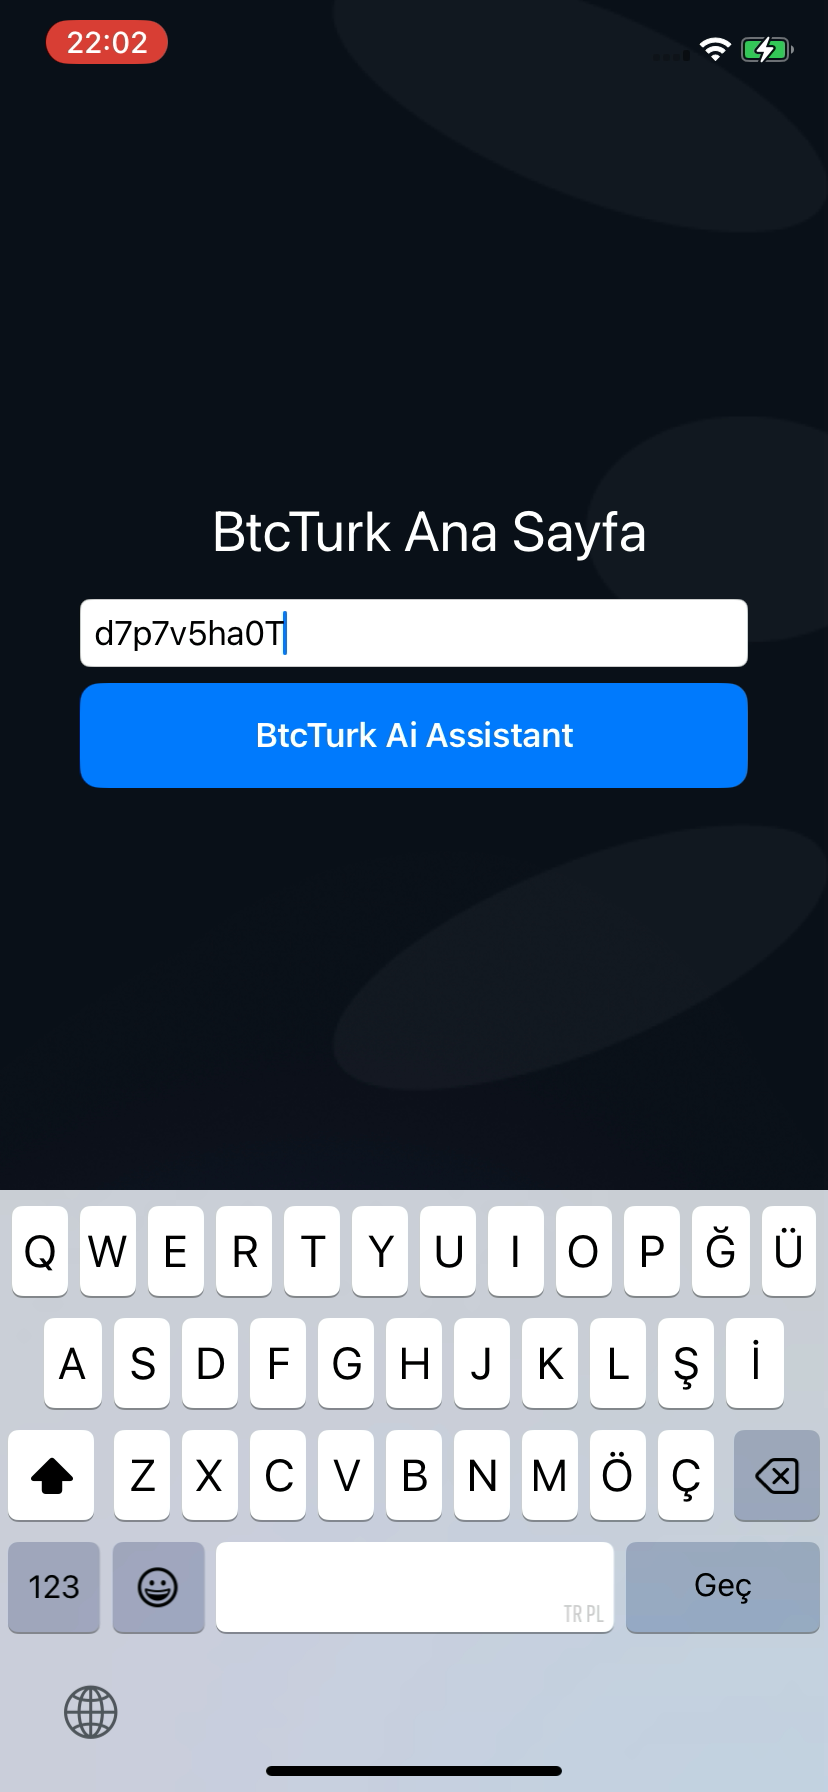 22:02
BtcTurk Ana Sayfa
d7p7v5ha0T
BtcTurk Ai Assistant
Q W E R T Y U I O P Ğ Ü
A S D F G H J K L Ş İ
Z X C V B N M Ö Ç
123
TR PL
Geç